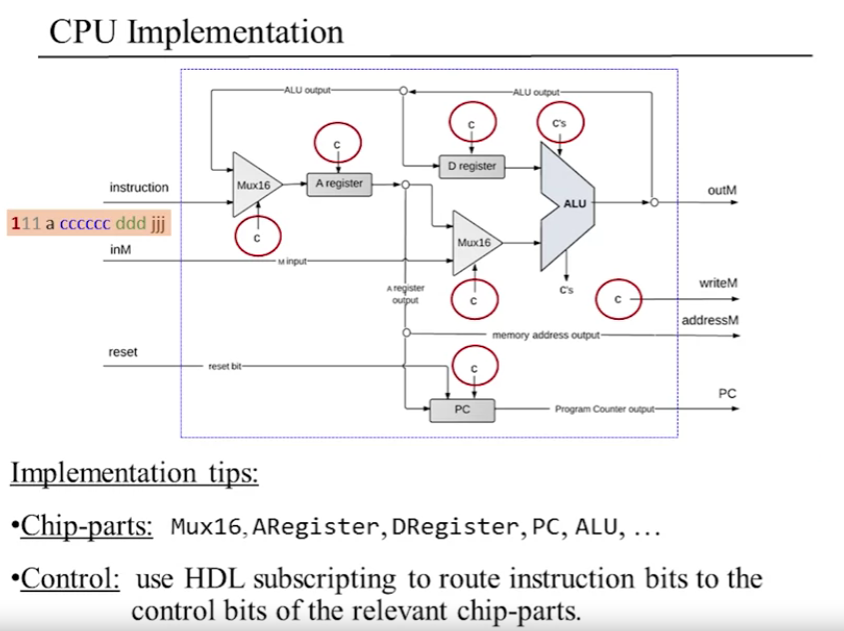 CPU Implementation
ALU output
ALU output
c
c
C's
Mux16
A register
D register
ALU
instruction
outM
111 a cccccc ddd jjj
c
Mux16
inM
M input
A register
output
c
C's
c
writeM
addressM
memory address output
reset
reset bit
c
PC
PC
Program Counter output
Implementation tips:
•Chip-parts: Mux16, ARegister, DRegister, PC, ALU, ...
•Control: use HDL subscripting to route instruction bits to the
control bits of the relevant chip-parts.